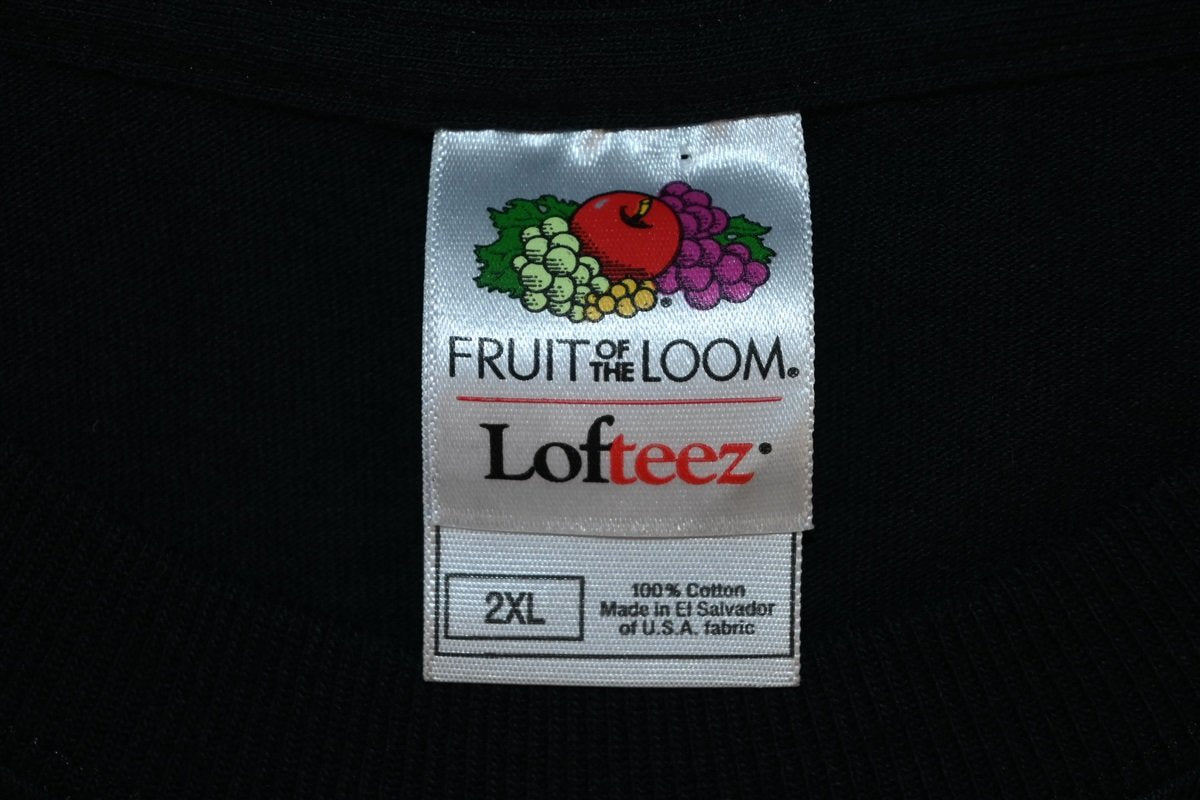 FRUIT OF THE LOOM®
Lofteez®
2XL
100% Cotton
Made in El Salvador
of U.S.A. fabric